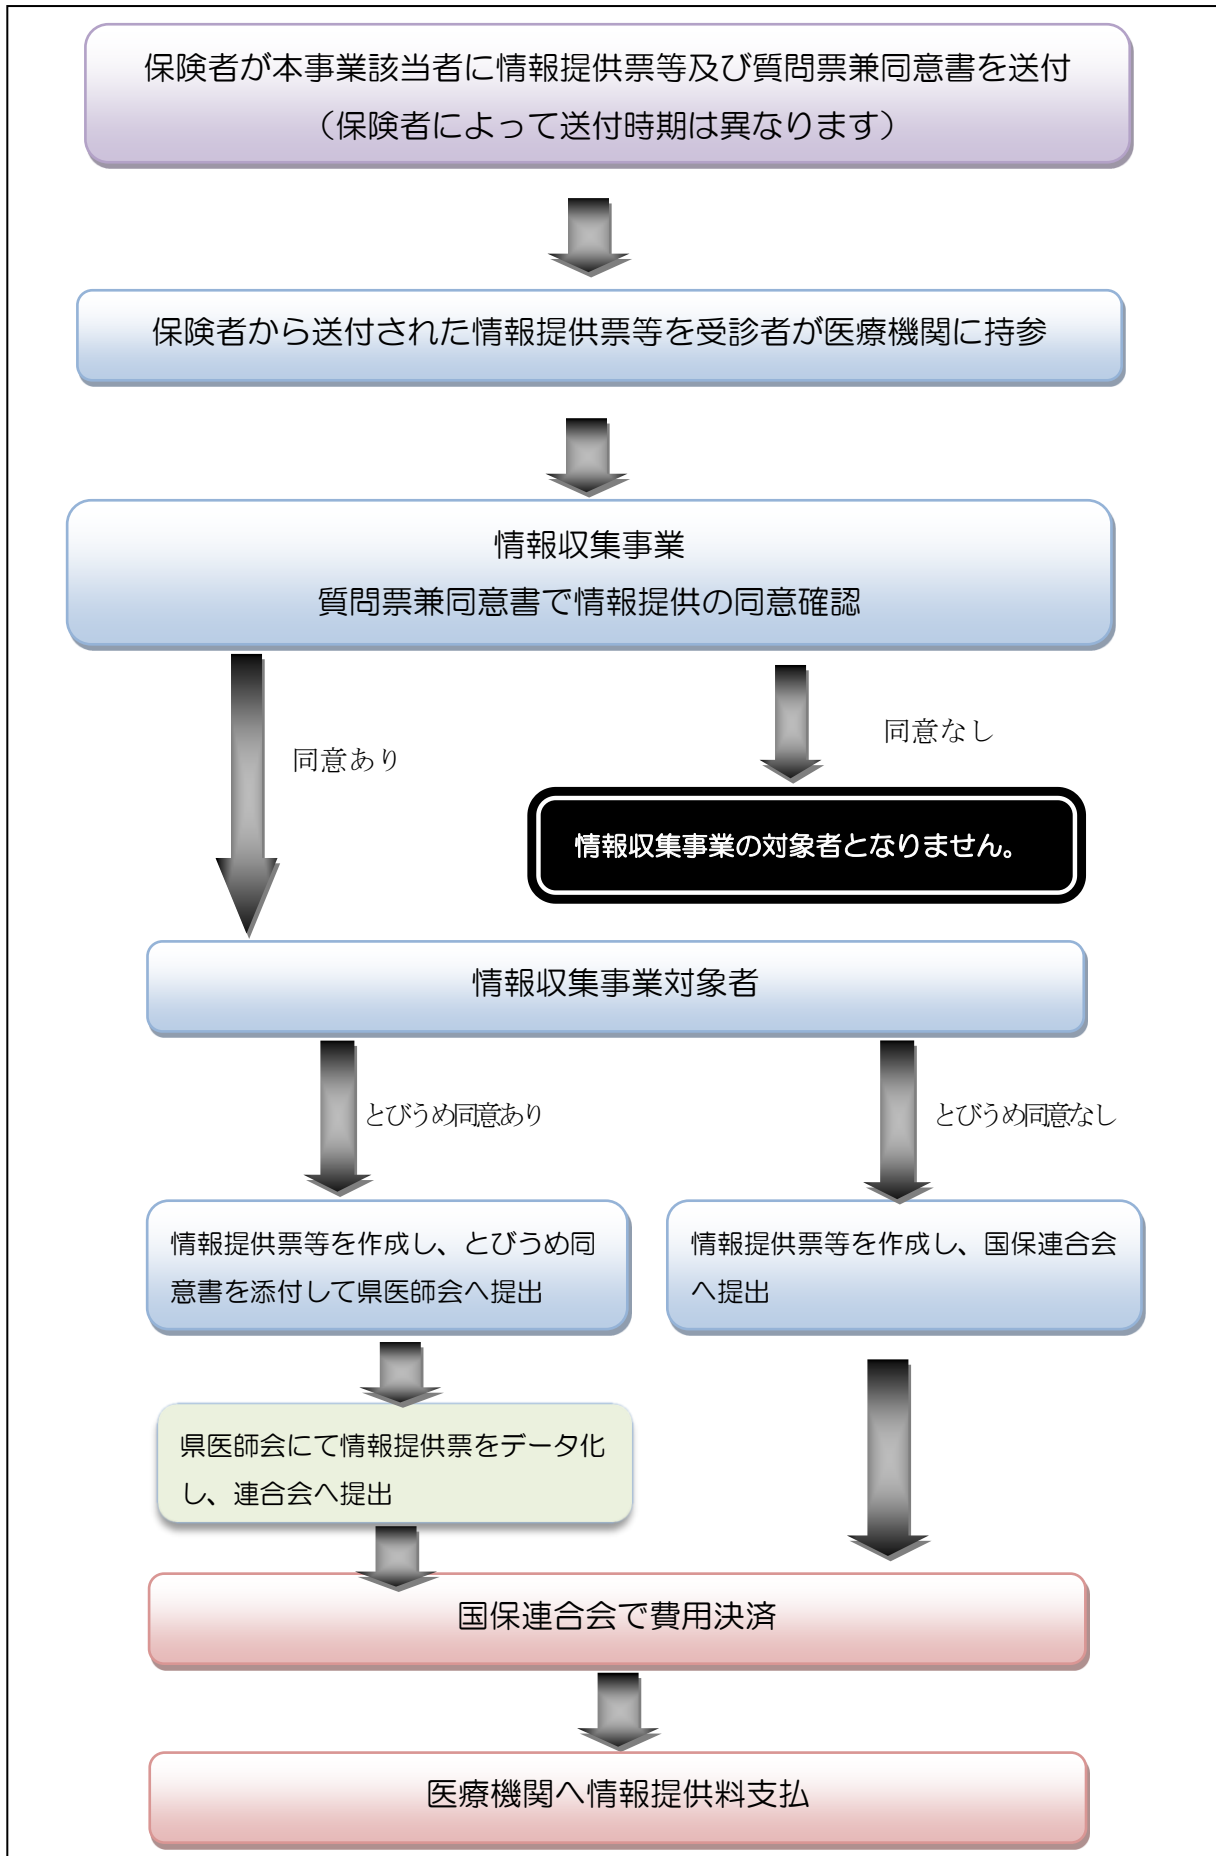 保険者が本事業該当者に情報提供票等及び質問票兼同意書を送付
（保険者によって送付時期は異なります）
保険者から送付された情報提供票等を受診者が医療機関に持参
情報収集事業
質問票兼同意書で情報提供の同意確認
同意あり
同意なし
情報収集事業の対象者となりません。
情報収集事業対象者
とびうめ同意あり
とびうめ同意なし
情報提供票等を作成し、とびうめ同
意書を添付して県医師会へ提出
情報提供票等を作成し、国保連合会
へ提出
県医師会にて情報提供票をデータ化
し、連合会へ提出
国保連合会で費用決済
医療機関へ情報提供料支払